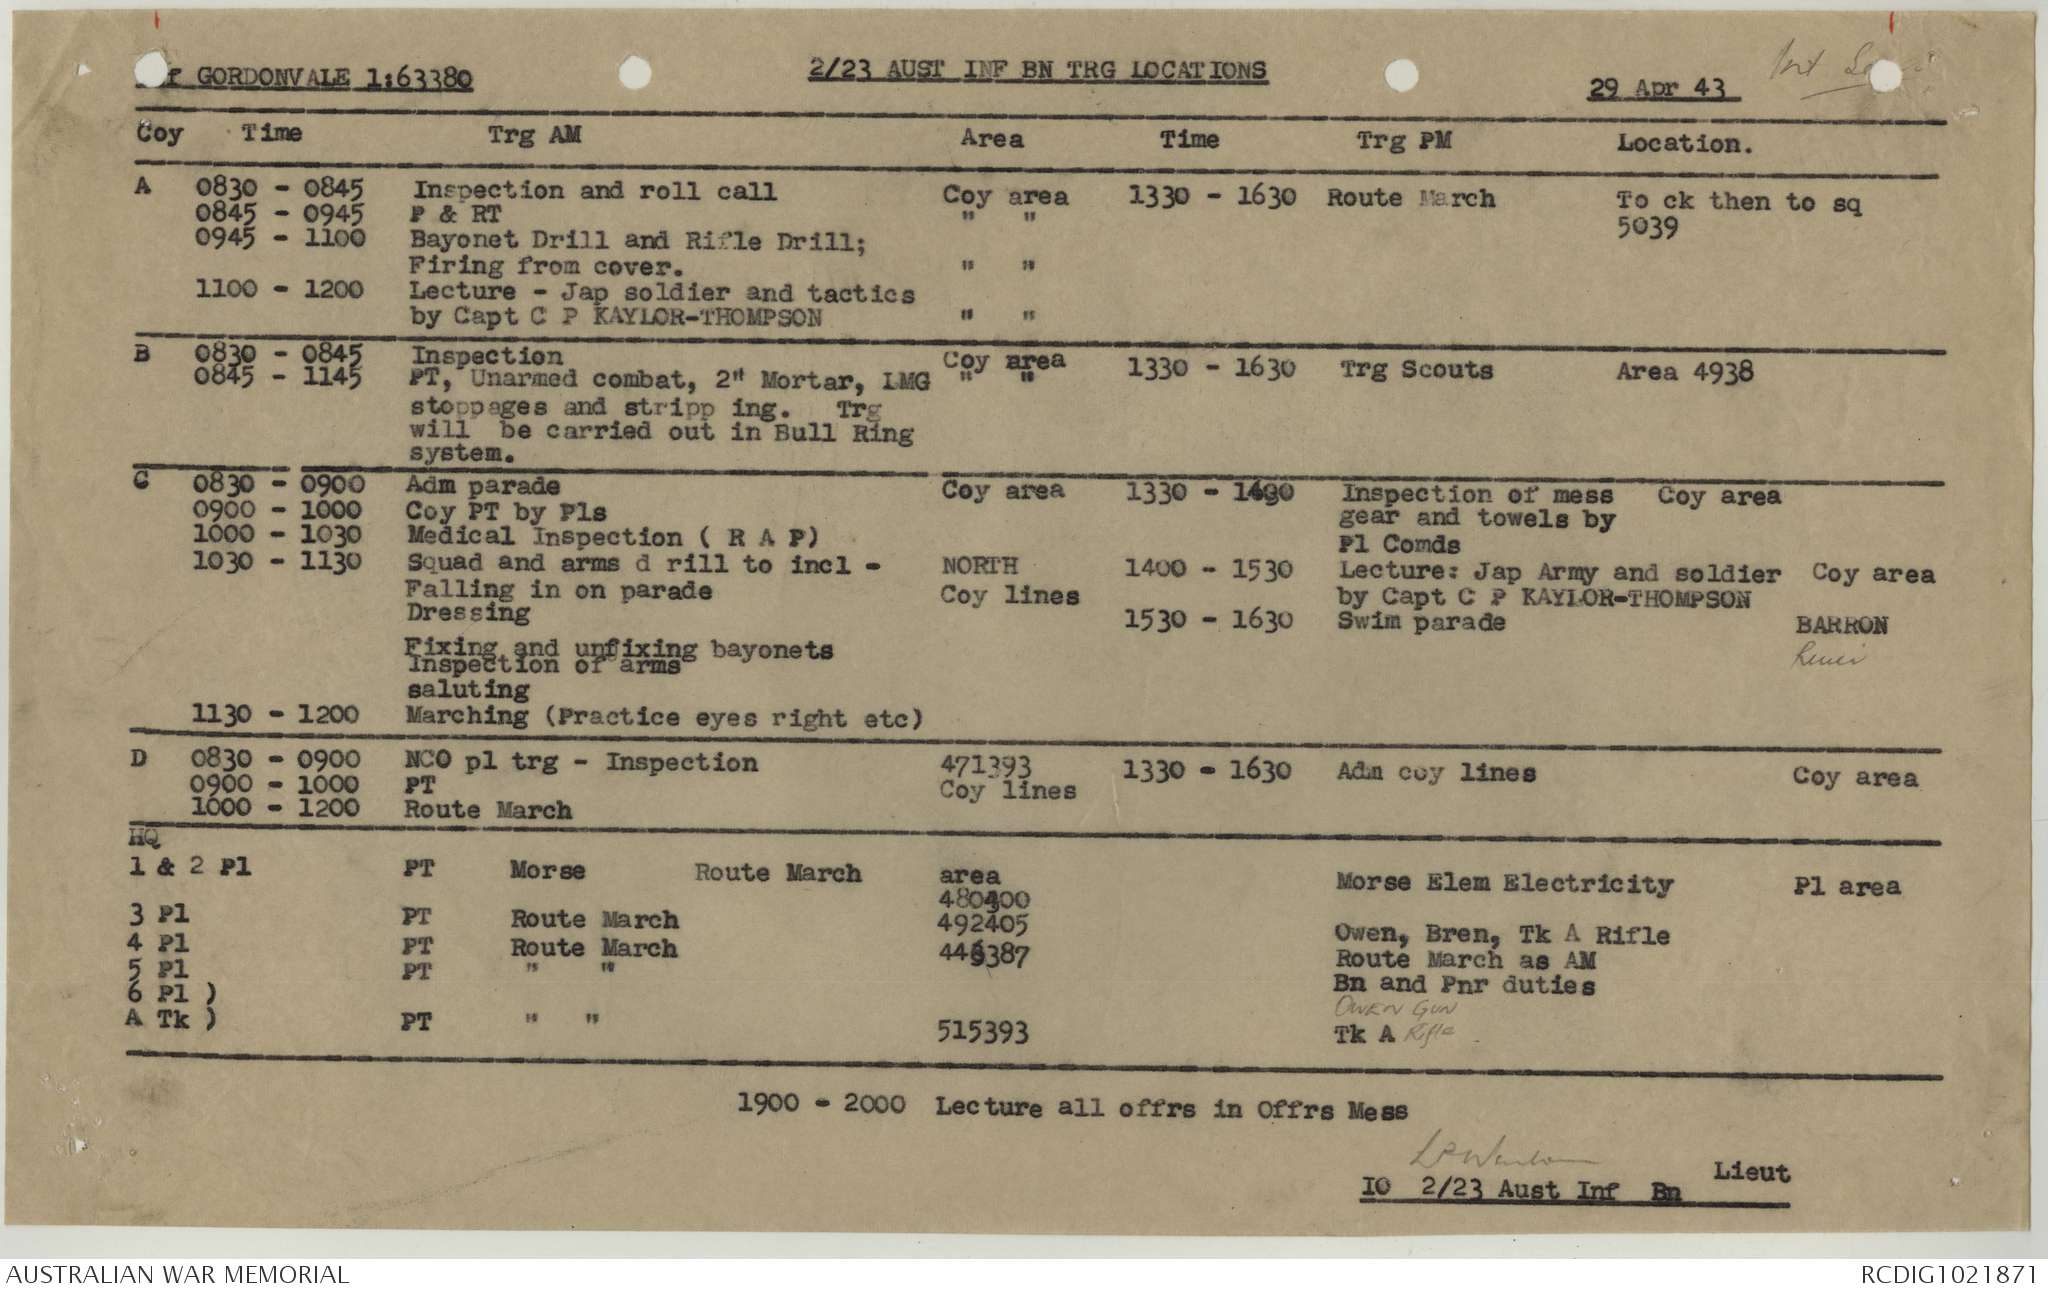 f GORDONVALE 1:63380 2/23 AUST INF BN TRG LOCATIONS 29 Apr 43
Coy Time Trg AM Area Time Trg PM Location.
A 0830 - 0845 Inspection and roll call Coy area 1330 - 1630 Route March To ck then to sq
0845 - 0945 P & RT " " 5039
0945 - 1100 Bayonet Drill and Rifle Drill;
Firing from cover. " "
1100 - 1200 Lecture - Jap soldier and tactics
by Capt C P KAYLOR-THOMPSON " "
B 0830 - 0845 Inspection Coy area 1330 - 1630 Trg Scouts Area 4938
0845 - 1145 PT, Unarmed combat, 2" Mortar, LMG " "
stoppages and stripp ing. Trg
will be carried out in Bull Ring
system.
C 0830 - 0900 Adm parade Coy area 1330 - 1400 Inspection of mess Coy area
0900 - 1000 Coy PT by Pls gear and towels by
1000 - 1030 Medical Inspection ( R A P) Pl Comds
1030 - 1130 Squad and arms d rill to incl - NORTH 1400 - 1530 Lecture: Jap Army and soldier Coy area
Falling in on parade Coy lines by Capt C P KAYLOR-THOMPSON
Dressing 1530 - 1630 Swim parade BARRON
Fixing and unfixing bayonets
Inspection of arms
saluting
1130 - 1200 Marching (Practice eyes right etc)
D 0830 - 0900 NCO pl trg - Inspection 471393 1330 - 1630 Adm coy lines Coy area
0900 - 1000 PT Coy lines
1000 - 1200 Route March
HQ
1 & 2 Pl PT Morse Route March area Morse Elem Electricity Pl area
480400
3 Pl PT Route March 492405 Owen, Bren, Tk A Rifle
4 Pl PT Route March 387 Route March as AM
5 Pl PT " " Bn and Pnr duties
6 Pl ) OWEN GUN
A Tk ) PT " " 515393 Tk A Rifle
1900 - 2000 Lecture all offrs in Offrs Mess
Lieut
IO 2/23 Aust Inf Bn
AUSTRALIAN WAR MEMORIAL RCDIG1021871